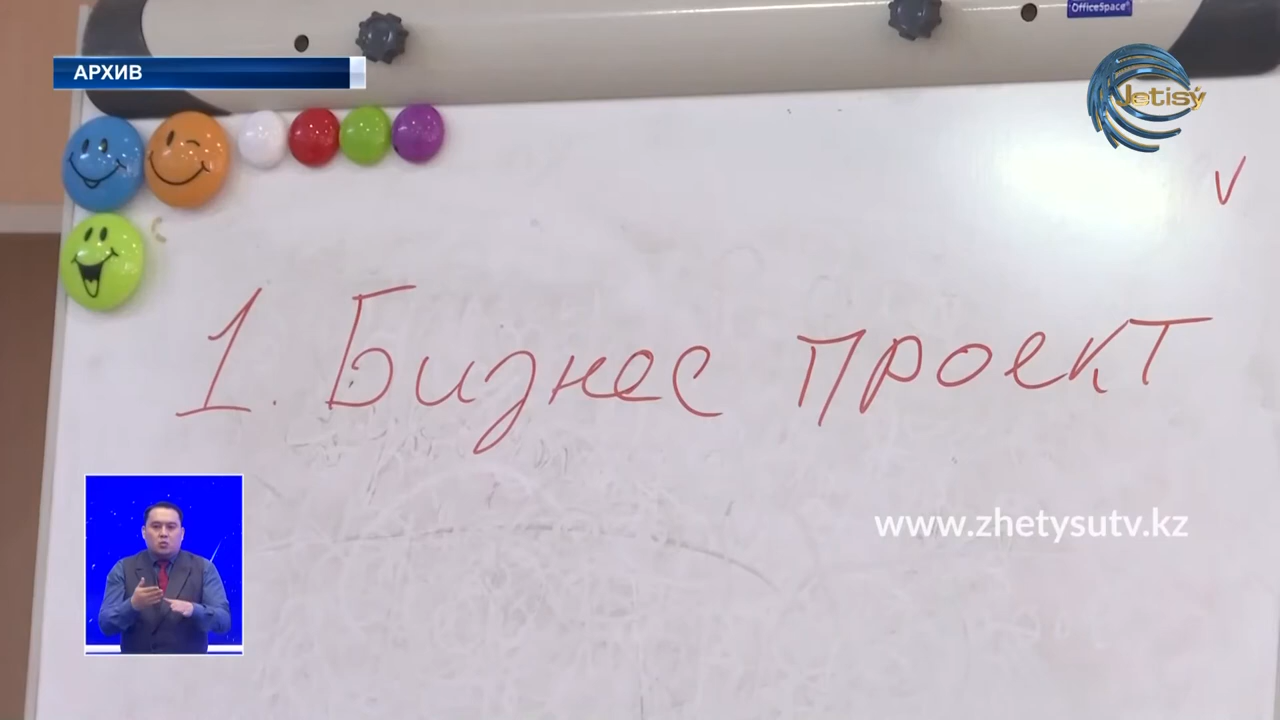 OfficeSpace
АРХИВ
Jetisý
V
1. Бизнес проект
www.zhetysutv.kz